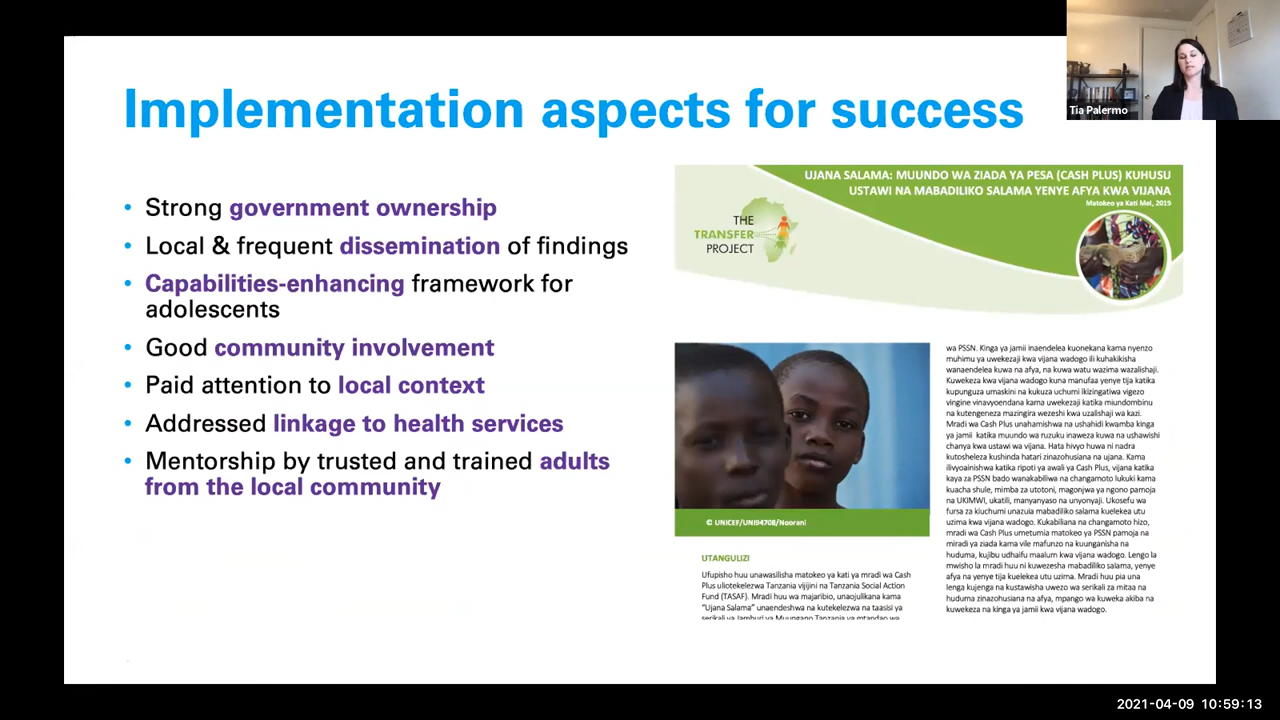 Implementation aspects for success
Tia Palermo
• Strong government ownership
• Local & frequent dissemination of findings
• Capabilities-enhancing framework for
adolescents
• Good community involvement
• Paid attention to local context
• Addressed linkage to health services
• Mentorship by trusted and trained adults
from the local community
UJANA SALAMA: MUUNDO WA ZIADA YA PESA (CASH PLUS) KUHUSU
USTAWI NA MABADILIKO SALAMA YENYE AFYA KWA VIJANA
Matokeo ya Kati Mei, 2019
THE
TRANSFER
PROJECT
© UNICEF/UNI94708/Noorani
UTANGULIZI
Ufupisho huu unawasilisha matokeo ya kati ya mradi wa Cash
Plus uliotekelezwa Tanzania vijijini na Tanzania Social Action
Fund (TASAF). Mradi huu wa majaribio, unaojulikana kama
"Ujana Salama" unaendeshwa na kutekelezwa na taasisi ya
serikali ya Jamhuri ya Muungano Tanzania ya mtandao wa
wa PSSN. Kinga ya jamii inaendelea kuonekana kama nyenzo
muhimu ya uwekezaji kwa vijana wadogo ili kuhakikisha
wanaendelea kuwa na afya, na kuwa watu wazima wazalishaji.
Kuwekeza kwa vijana wadogo kuna manufaa yenye tija katika
kupunguza umaskini na kukuza uchumi ikizingatiwa vigezo
vingine vinavyoendana kama uwekezaji katika miundombinu
na kutengeneza mazingira wezeshi kwa uzalishaji wa kazi.
Mradi wa Cash Plus unahamishwa na ushahidi kwamba kinga
ya jamii katika muundo wa ruzuku inaweza kuwa na ushawishi
chanya kwa ustawi wa vijana. Hata hivyo huwa ni nadra
kutosheleza kushinda hatari zinazohusiana na ujana. Kama
ilivyoainishwa katika ripoti ya awali ya Cash Plus, vijana katika
kaya za PSSN bado wanakabiliwa na changamoto lukuki kama
kuacha shule, mimba za utotoni, magonjwa ya ngono pamoja
na UKIMWI, ukatili, manyanyaso na unyonyaji. Ukosefu wa
fursa za kiuchumi unazuia mabadiliko salama kuelekea utu
uzima kwa vijana wadogo. Kukabiliana na changamoto hizo,
mradi wa Cash Plus umetumia matokeo ya PSSN pamoja na
miradi ya ziada kama vile mafunzo na kuunganisha na
huduma, kujibu udhaifu maalum kwa vijana wadogo. Lengo la
mwisho la mradi huu ni kuwezesha mabadiliko salama, yenye
afya na yenye tija kuelekea utu uzima. Mradi huu pia una
lenga kujenga na kustawisha uwezo wa serikali za mitaa na
huduma zinazohusiana na afya, mpango wa kuweka akiba na
kuwekeza na kinga ya jamii kwa vijana wadogo.
2021-04-09 10:59:13